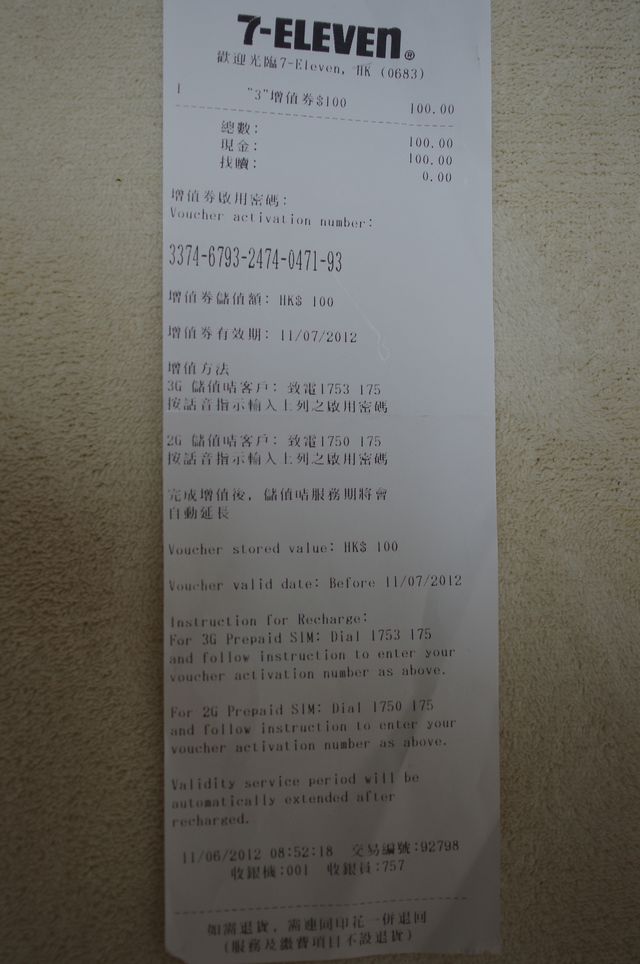 7-ELEVEN®
歡迎光臨7-Eleven, HK (0683)
1 "3"增值券$100 100.00
總數: 100.00
現金: 100.00
找贖: 0.00
增值券啟用密碼:
Voucher activation number:
3374-6793-2474-0471-93
增值券儲值額: HK$ 100
增值券有效期: 11/07/2012
增值方法
3G 儲值咭客戶: 致電1753 175
按話音指示輸入上列之啟用密碼
2G 儲值咭客戶: 致電1750 175
按話音指示輸入上列之啟用密碼
完成增值後, 儲值咭服務期將會
自動延長
Voucher stored value: HK$ 100
Voucher valid date: Before 11/07/2012
Instruction for Recharge:
For 3G Prepaid SIM: Dial 1753 175
and follow instruction to enter your
voucher activation number as above.
For 2G Prepaid SIM: Dial 1750 175
and follow instruction to enter your
voucher activation number as above.
Validity service period will be
automatically extended after
recharged.
11/06/2012 08:52:18 交易編號:92798
收銀機:001 收銀員:757
如需退貨, 需連同印花一併退回
(服務及繳費項目不設退貨)